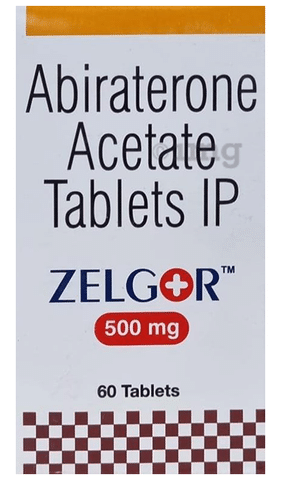 Abiraterone
Acetate
Tablets IP
ZELGOR™
500 mg
60 Tablets